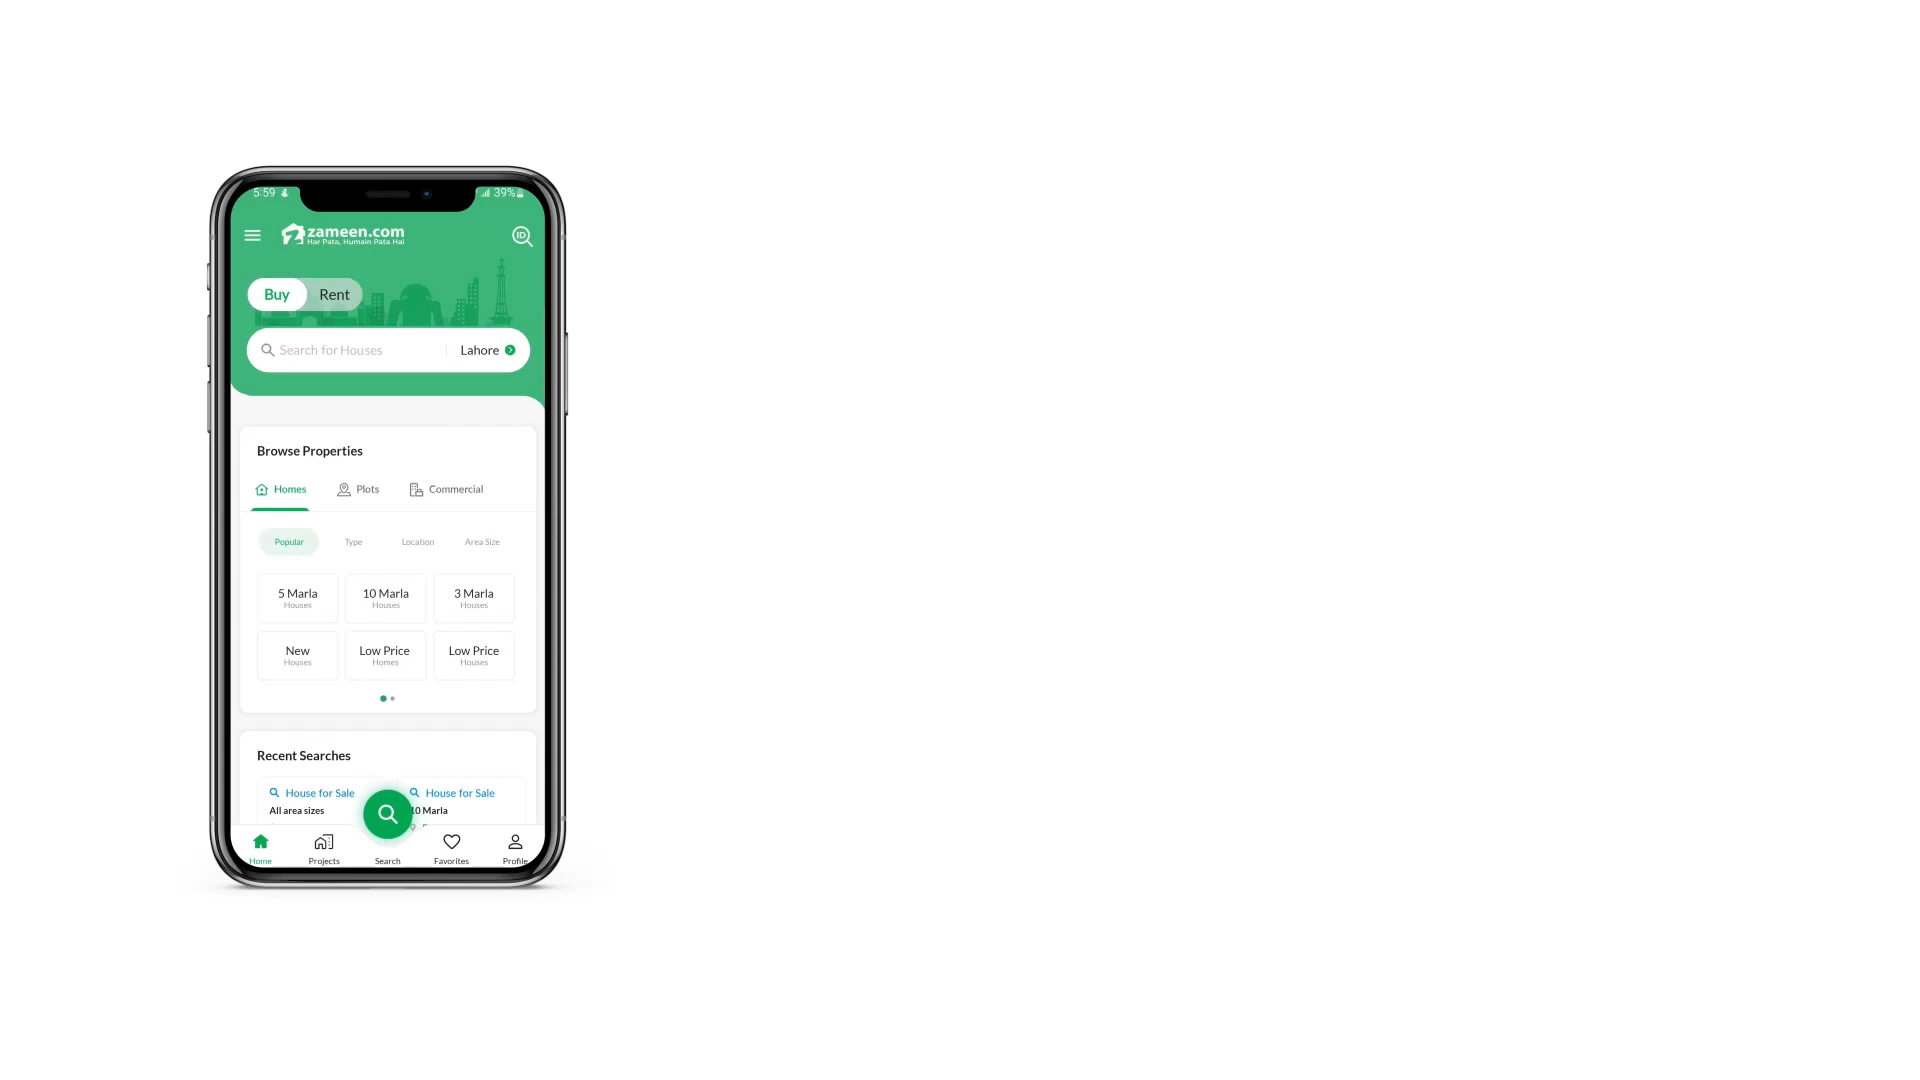 5:59
39%
zameen.com
Har Pata, Humain Pata Hai
ID
Buy Rent
Search for Houses Lahore
Browse Properties
Homes Plots Commercial
Popular Type Location Area Size
5 Marla 10 Marla 3 Marla
Houses Houses Houses
New Low Price Low Price
Houses Homes Houses
Recent Searches
House for Sale House for Sale
All area sizes 10 Marla
Home Projects Search Favorites Profile